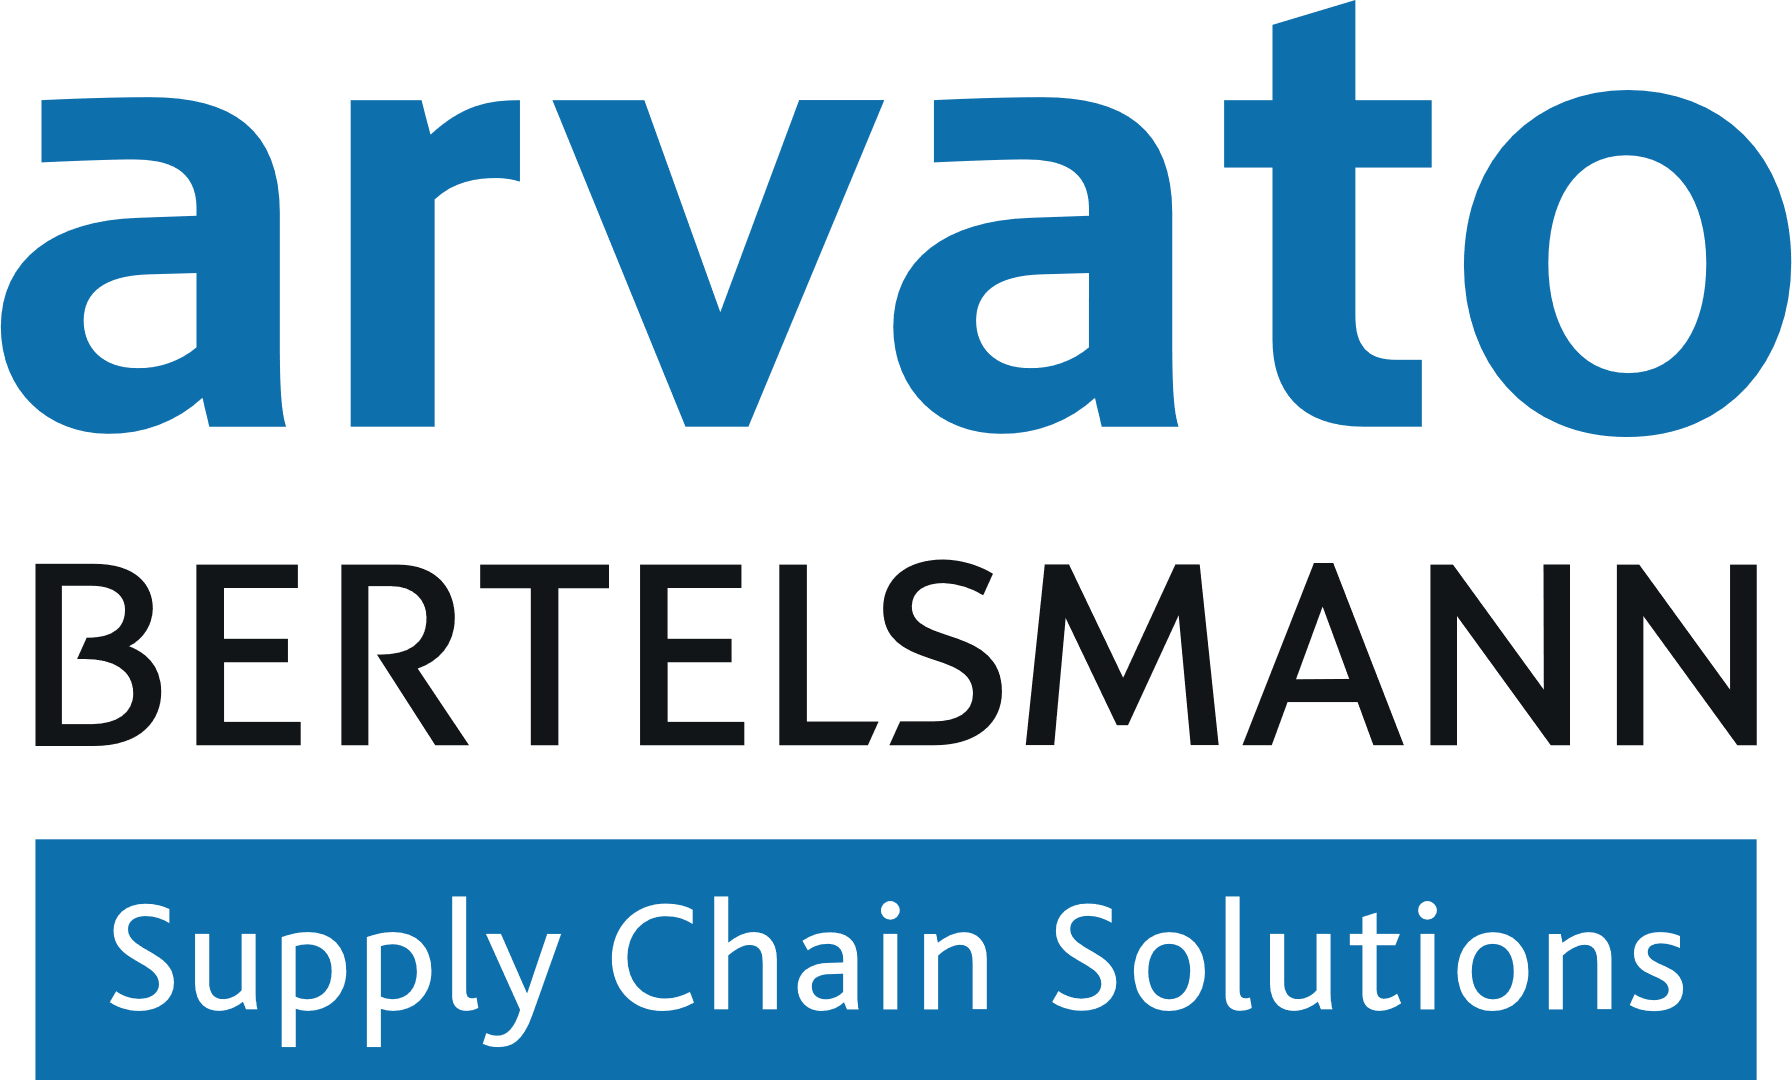 arvato
BERTELSMANN
Supply Chain Solutions